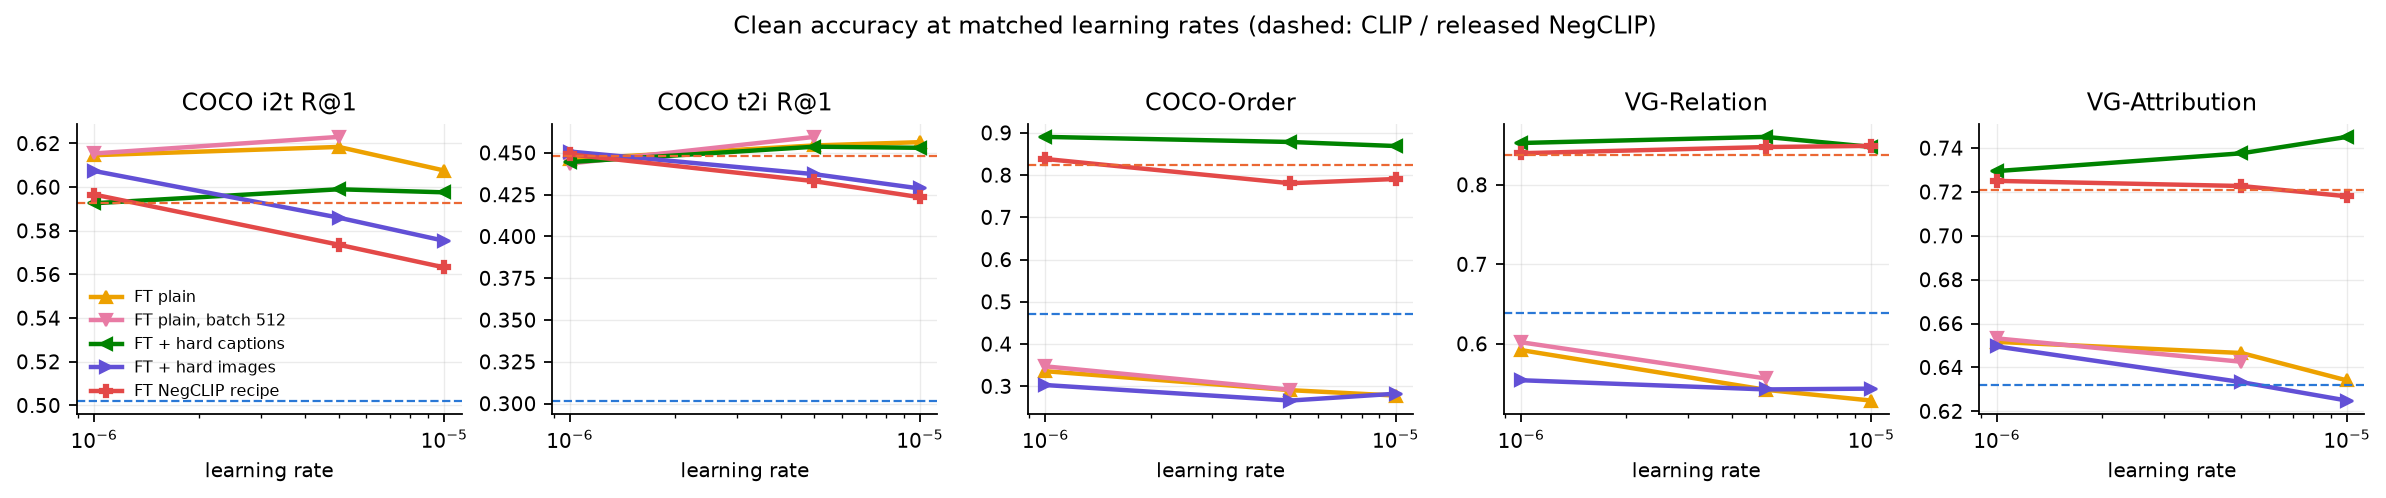 Clean accuracy at matched learning rates (dashed: CLIP / released NegCLIP)
COCO i2t R@1
0.62
0.60
0.58
0.56
0.54
0.52
0.50
FT plain
FT plain, batch 512
FT + hard captions
FT + hard images
FT NegCLIP recipe
10⁻⁶ 10⁻⁵
learning rate
COCO t2i R@1
0.450
0.425
0.400
0.375
0.350
0.325
0.300
10⁻⁶ 10⁻⁵
learning rate
COCO-Order
0.9
0.8
0.7
0.6
0.5
0.4
0.3
10⁻⁶ 10⁻⁵
learning rate
VG-Relation
0.8
0.7
0.6
10⁻⁶ 10⁻⁵
learning rate
VG-Attribution
0.74
0.72
0.70
0.68
0.66
0.64
0.62
10⁻⁶ 10⁻⁵
learning rate